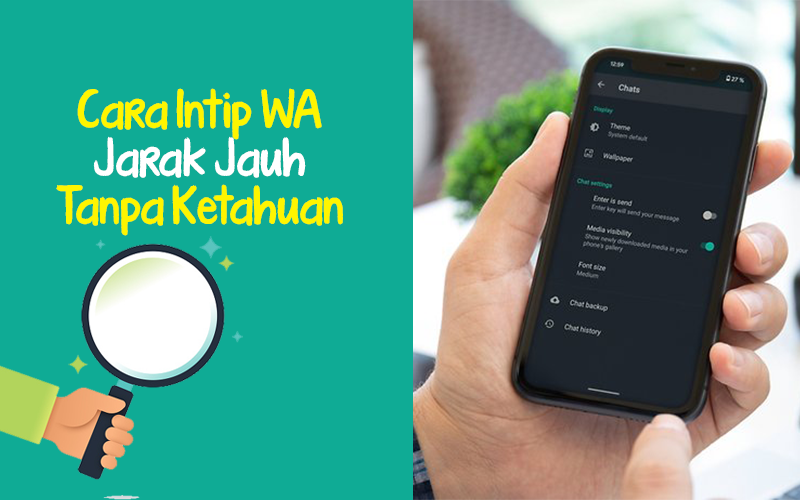 Cara Intip WA
Jarak Jauh
Tanpa Ketahuan
12:59
27 %
Chats
Display
Theme
System default
Wallpaper
Chat settings
Enter is send
Enter key will send your message
Media visibility
Show newly downloaded media in your
phone's gallery
Font size
Medium
Chat backup
Chat history